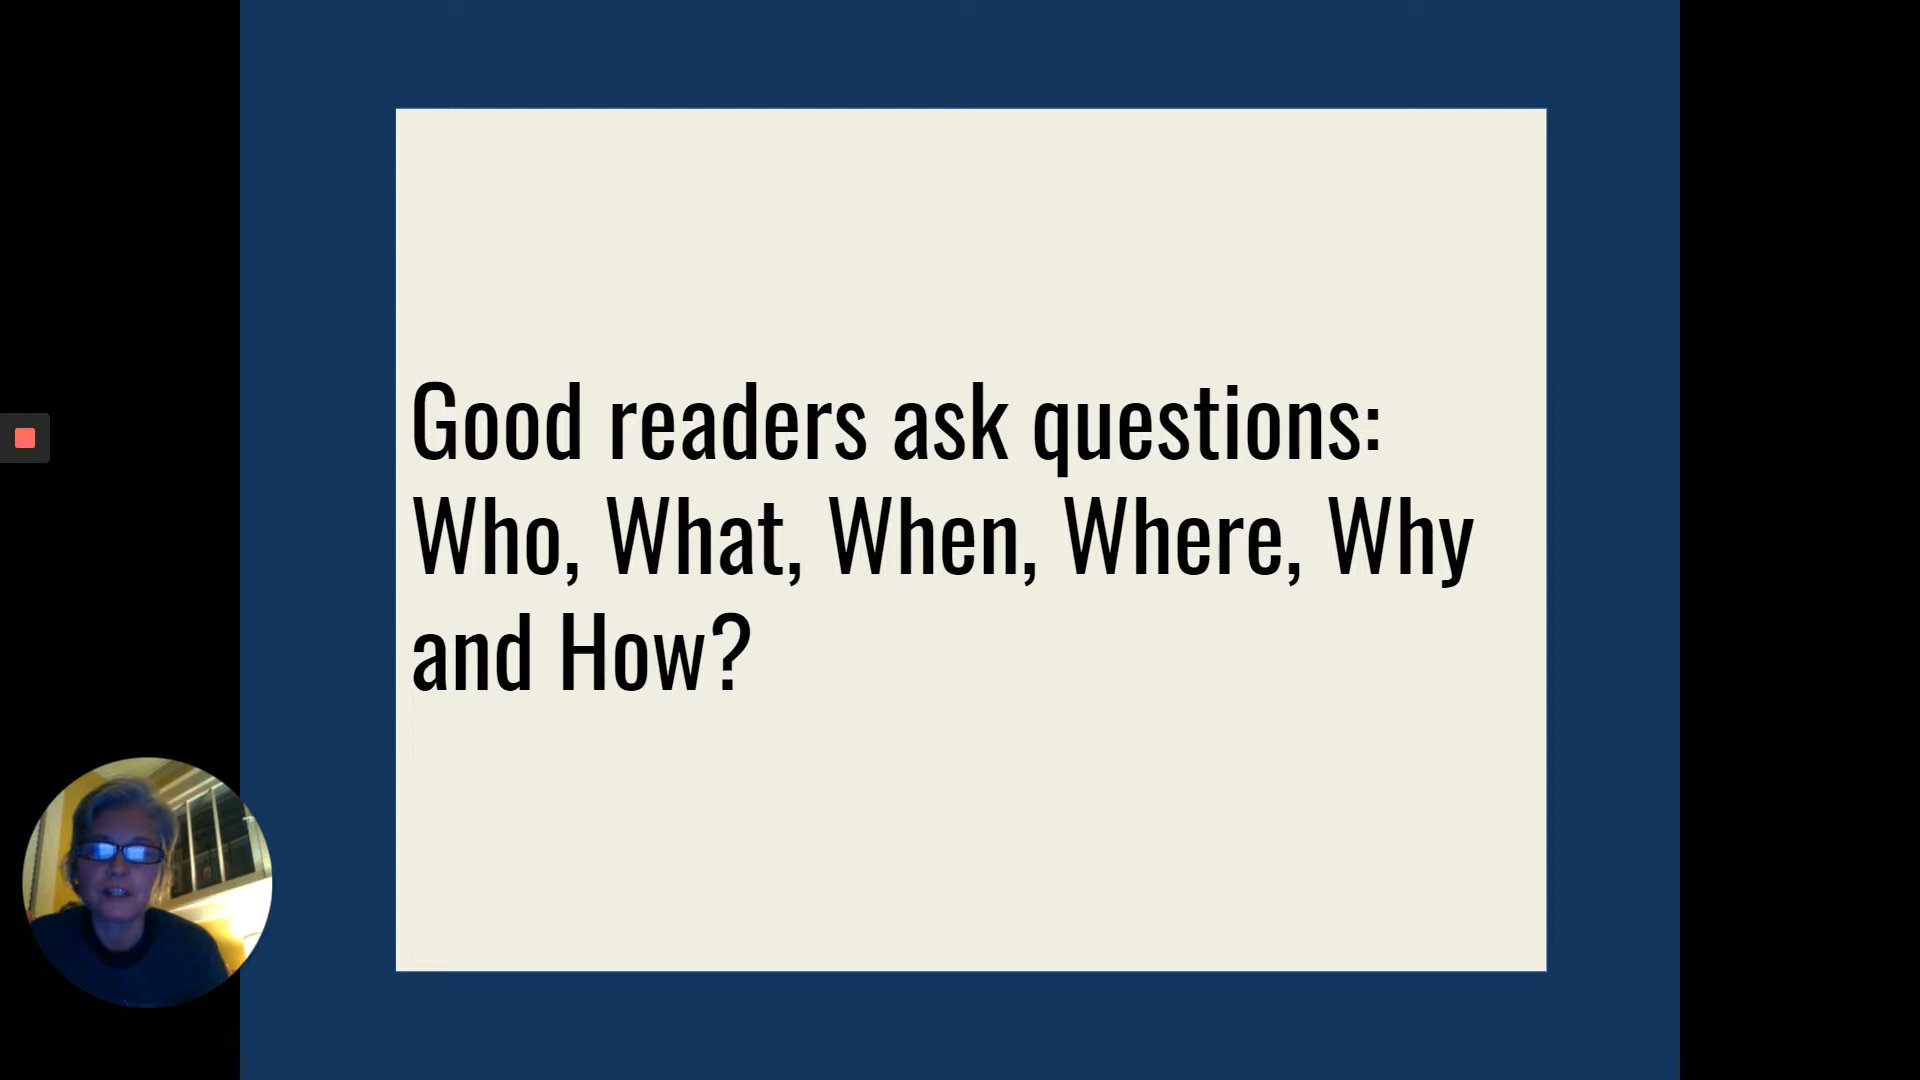 Good readers ask questions:
Who, What, When, Where, Why
and How?